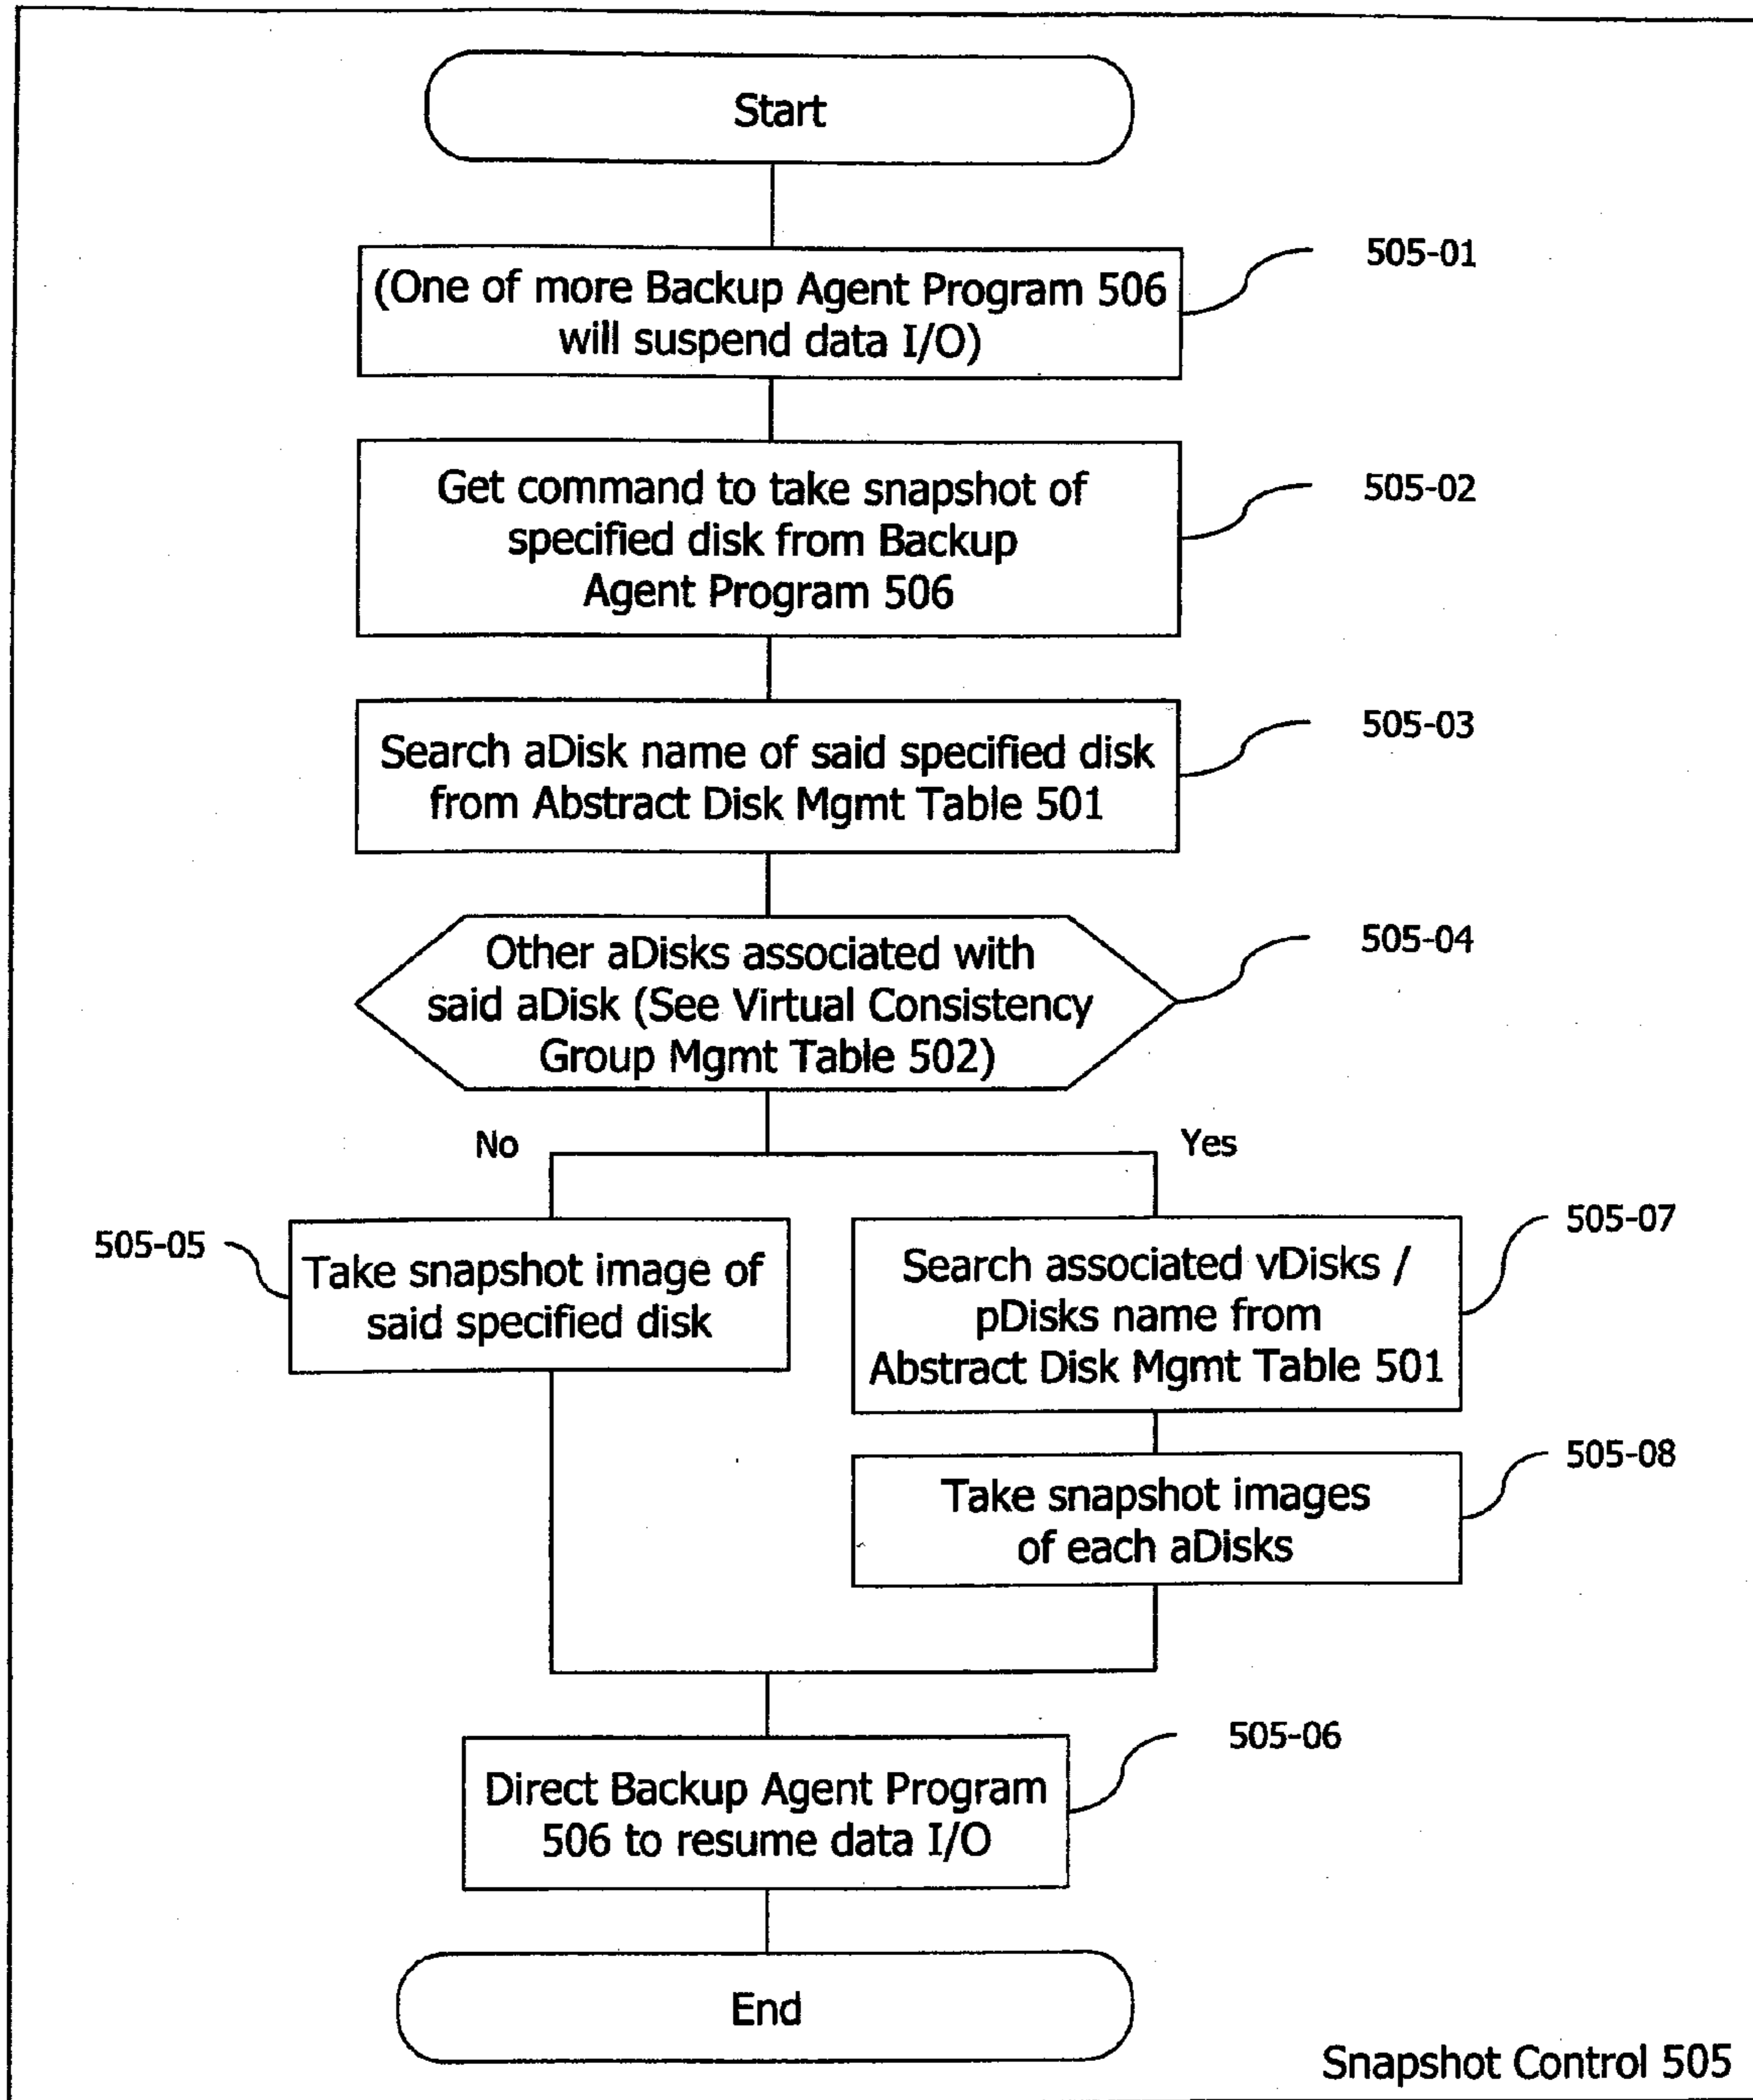 Start
(One of more Backup Agent Program 506
will suspend data I/O)
505-01
Get command to take snapshot of
specified disk from Backup
Agent Program 506
505-02
Search aDisk name of said specified disk
from Abstract Disk Mgmt Table 501
505-03
Other aDisks associated with
said aDisk (See Virtual Consistency
Group Mgmt Table 502)
505-04
No
Yes
505-05
Take snapshot image of
said specified disk
Search associated vDisks /
pDisks name from
Abstract Disk Mgmt Table 501
505-07
Take snapshot images
of each aDisks
505-08
Direct Backup Agent Program
506 to resume data I/O
505-06
End
Snapshot Control 505